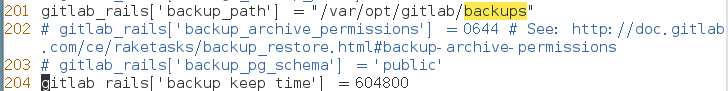 201 gitlab_rails['backup_path'] = "/var/opt/gitlab/backups"
202 # gitlab_rails['backup_archive_permissions'] = 0644 # See: http://doc.gitlab
.com/ce/raketasks/backup_restore.html#backup-archive-permissions
203 # gitlab_rails['backup_pg_schema'] = 'public'
204 gitlab_rails['backup_keep_time'] = 604800